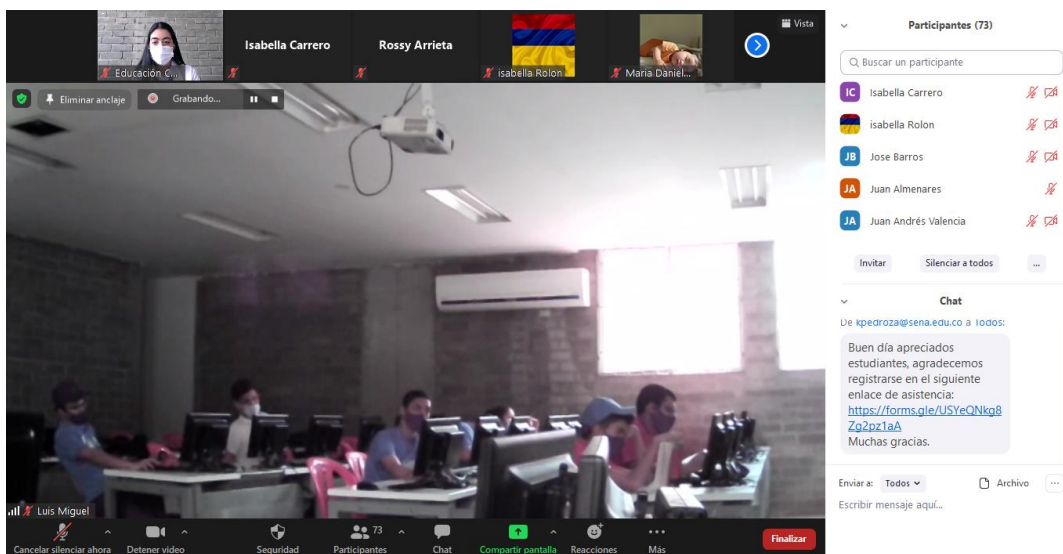 Educación C...
Isabella Carrero
Rossy Arrieta
isabella Rolon
Maria Daniel...
Vista
Eliminar anclaje
Grabando...
Luis Miguel
Cancelar silenciar ahora
Detener video
Seguridad
73
Participantes
Chat
Compartir pantalla
Reacciones
Más
Finalizar
Participantes (73)
Buscar un participante
IC Isabella Carrero
isabella Rolon
JB Jose Barros
JA Juan Almenares
JA Juan Andrés Valencia
Invitar
Silenciar a todos
...
Chat
De kpedroza@sena.edu.co a Todos:
Buen día apreciados
estudiantes, agradecemos
registrarse en el siguiente
enlace de asistencia:
https://forms.gle/USYeQNkg8
Zg2pz1aA
Muchas gracias.
Enviar a: Todos
Archivo
...
Escribir mensaje aquí...